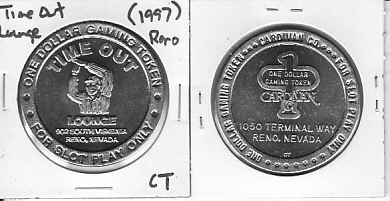 Time Out
Lounge
(1997)
Reno
ONE DOLLAR GAMING TOKEN
TIME OUT
LOUNGE
902 SOUTH VIRGINIA
RENO, NEVADA
FOR SLOT PLAY ONLY
CT
CARDIVAN CO.
FOR SLOT PLAY ONLY
ONE DOLLAR GAMING TOKEN
ONE DOLLAR
GAMING TOKEN
CARDIVAN
1050 TERMINAL WAY
RENO, NEVADA